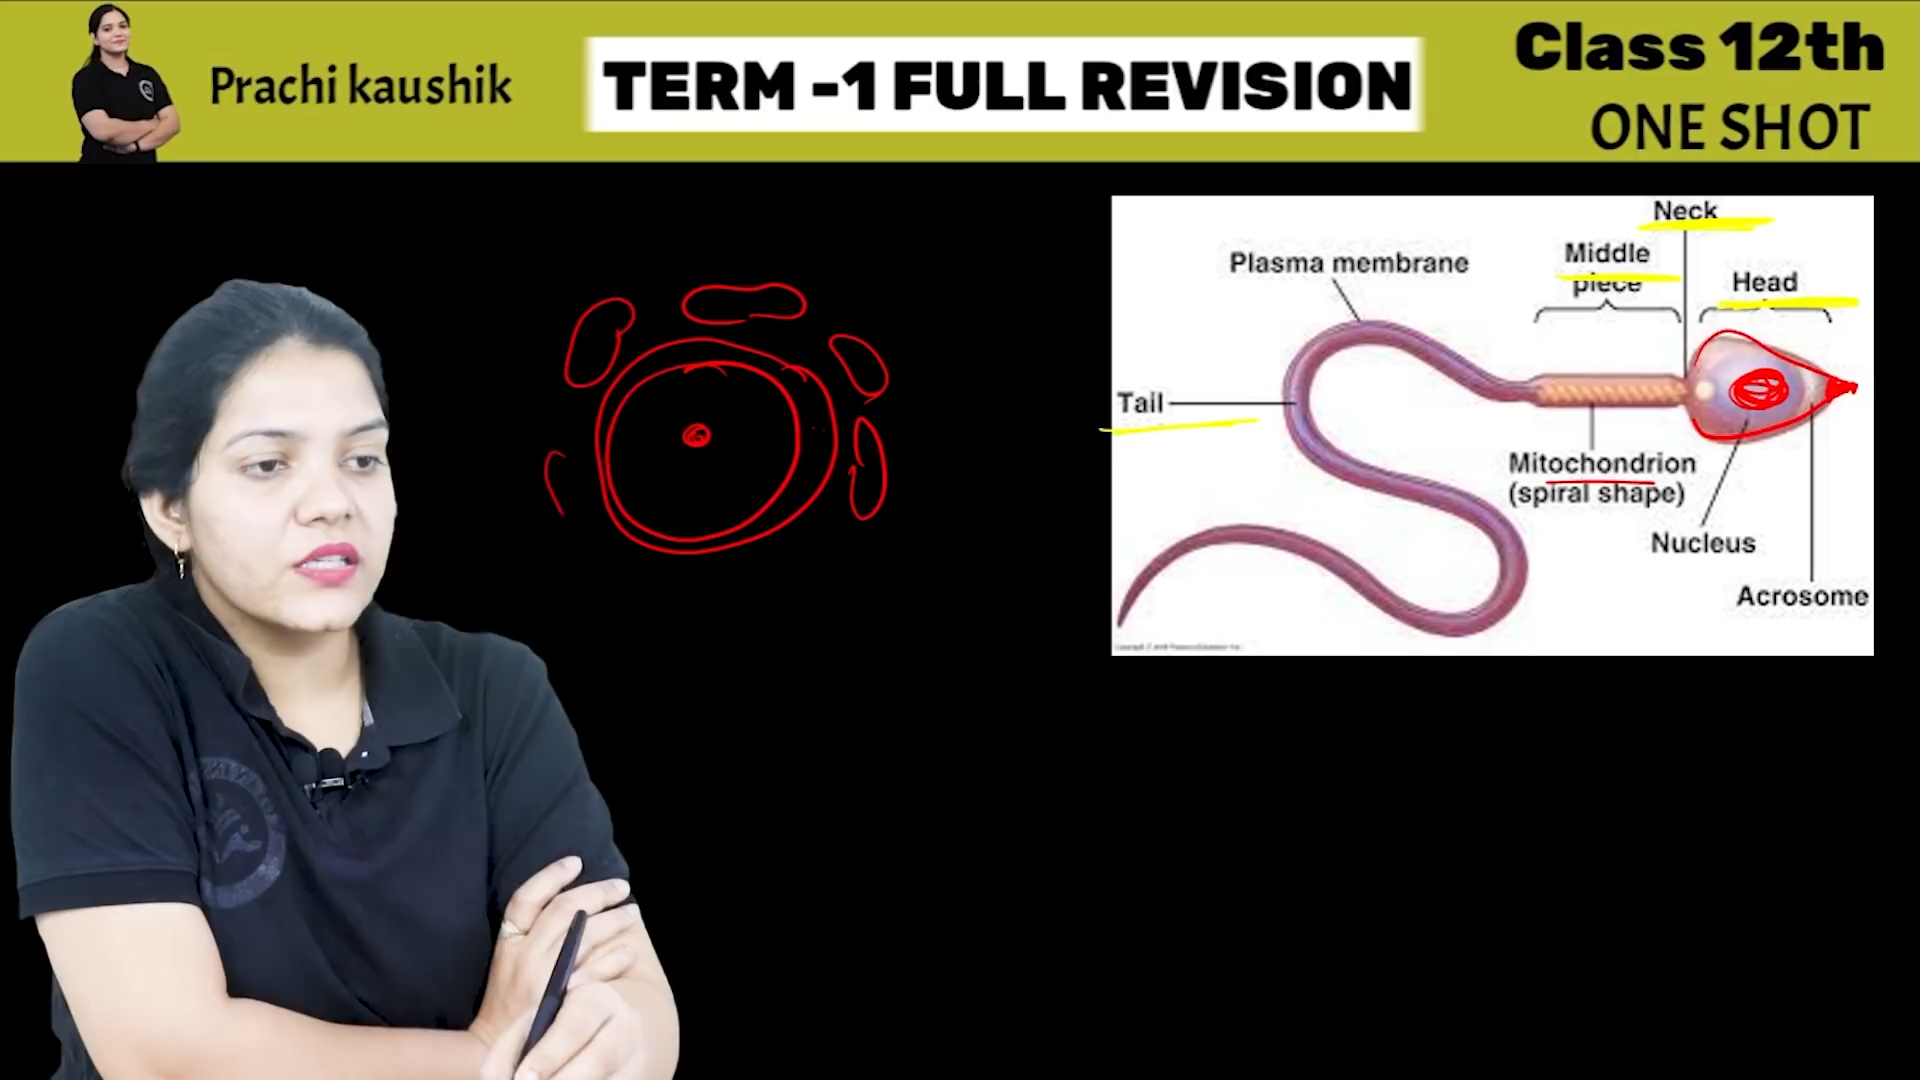 Prachi kaushik
TERM -1 FULL REVISION
Class 12th
ONE SHOT
Neck
Middle
piece
Head
Plasma membrane
Tail
Mitochondrion
(spiral shape)
Nucleus
Acrosome